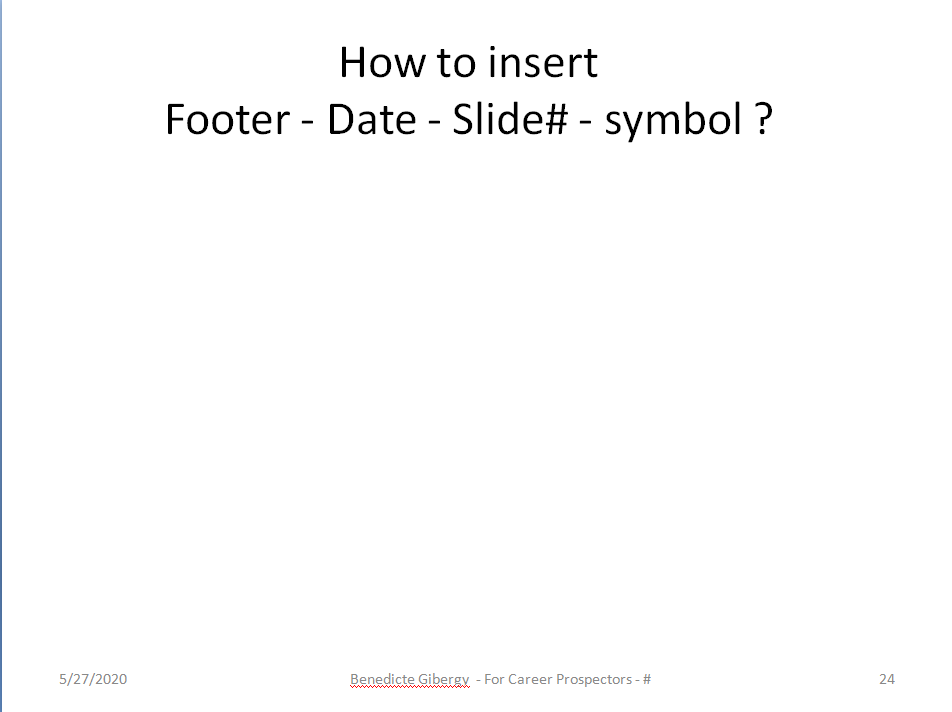 How to insert
Footer - Date - Slide# - symbol ?
5/27/2020 Benedicte Gibergy - For Career Prospectors - # 24